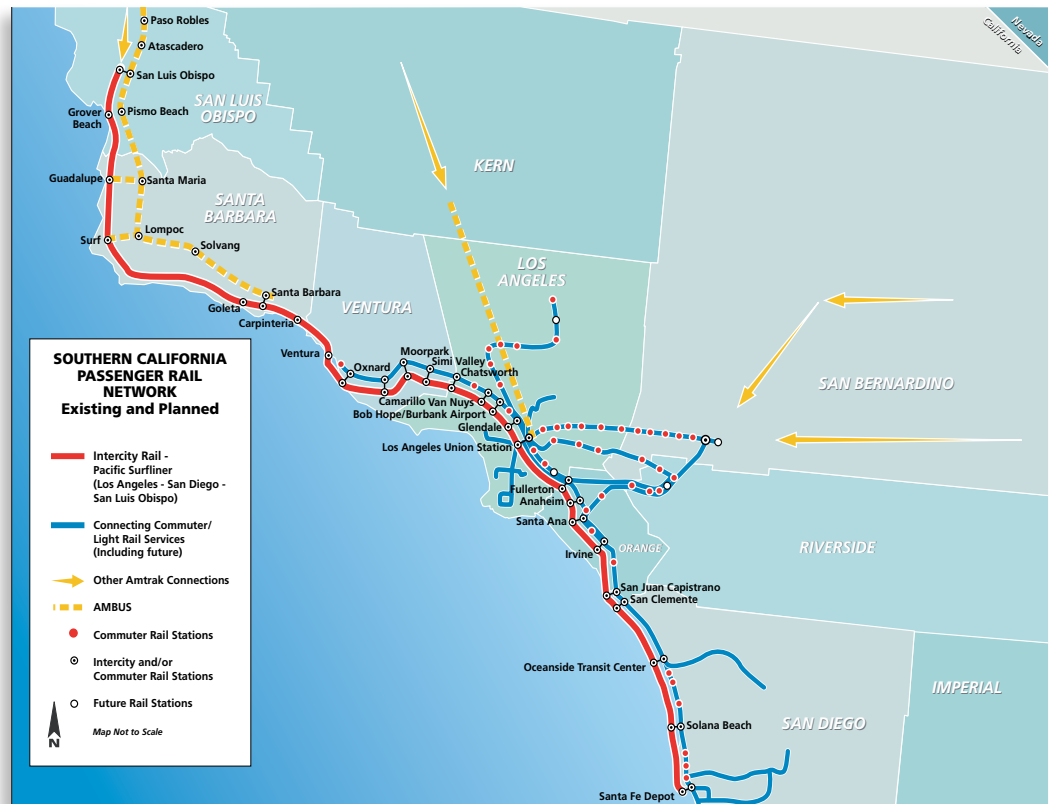 Nevada
California
Paso Robles
Atascadero
San Luis Obispo
SAN LUIS
OBISPO
Pismo Beach
Grover
Beach
KERN
Guadalupe
Santa Maria
SANTA
BARBARA
Lompoc
Surf
Solvang
LOS
ANGELES
Santa Barbara
Goleta
VENTURA
Carpinteria
SAN BERNARDINO
Ventura
Moorpark
Simi Valley
Oxnard
Chatsworth
Camarillo
Van Nuys
Bob Hope/Burbank Airport
Glendale
Los Angeles Union Station
Fullerton
Anaheim
Santa Ana
Irvine
ORANGE
RIVERSIDE
San Juan Capistrano
San Clemente
Oceanside Transit Center
IMPERIAL
Solana Beach
SAN DIEGO
Santa Fe Depot
SOUTHERN CALIFORNIA
PASSENGER RAIL
NETWORK
Existing and Planned
Intercity Rail -
Pacific Surfliner
(Los Angeles - San Diego -
San Luis Obispo)
Connecting Commuter/
Light Rail Services
(Including future)
Other Amtrak Connections
AMBUS
Commuter Rail Stations
Intercity and/or
Commuter Rail Stations
Future Rail Stations
N
Map Not to Scale